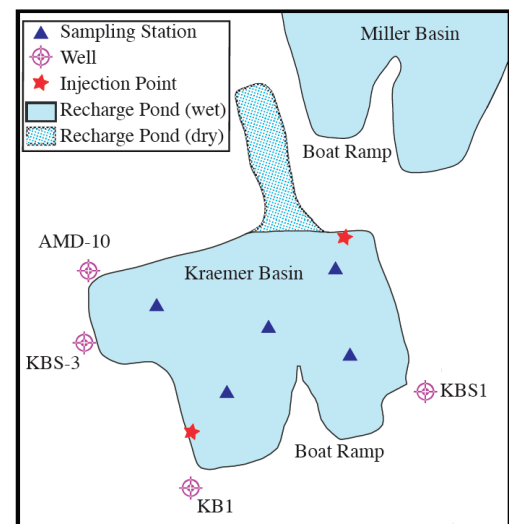 Sampling Station
Well
Injection Point
Recharge Pond (wet)
Recharge Pond (dry)
Miller Basin
Boat Ramp
AMD-10
Kraemer Basin
KBS-3
KBS1
Boat Ramp
KB1